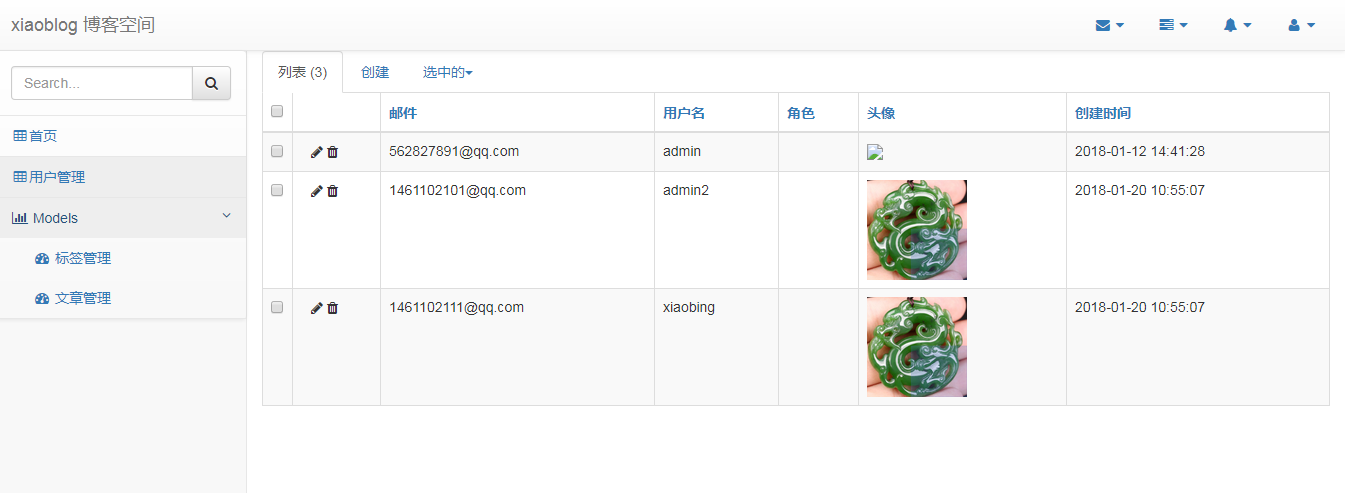 xiaoblog 博客空间
Search...
首页
用户管理
Models
标签管理
文章管理
列表 (3) 创建 选中的
邮件 用户名 角色 头像 创建时间
562827891@qq.com admin 2018-01-12 14:41:28
1461102101@qq.com admin2 2018-01-20 10:55:07
1461102111@qq.com xiaobing 2018-01-20 10:55:07